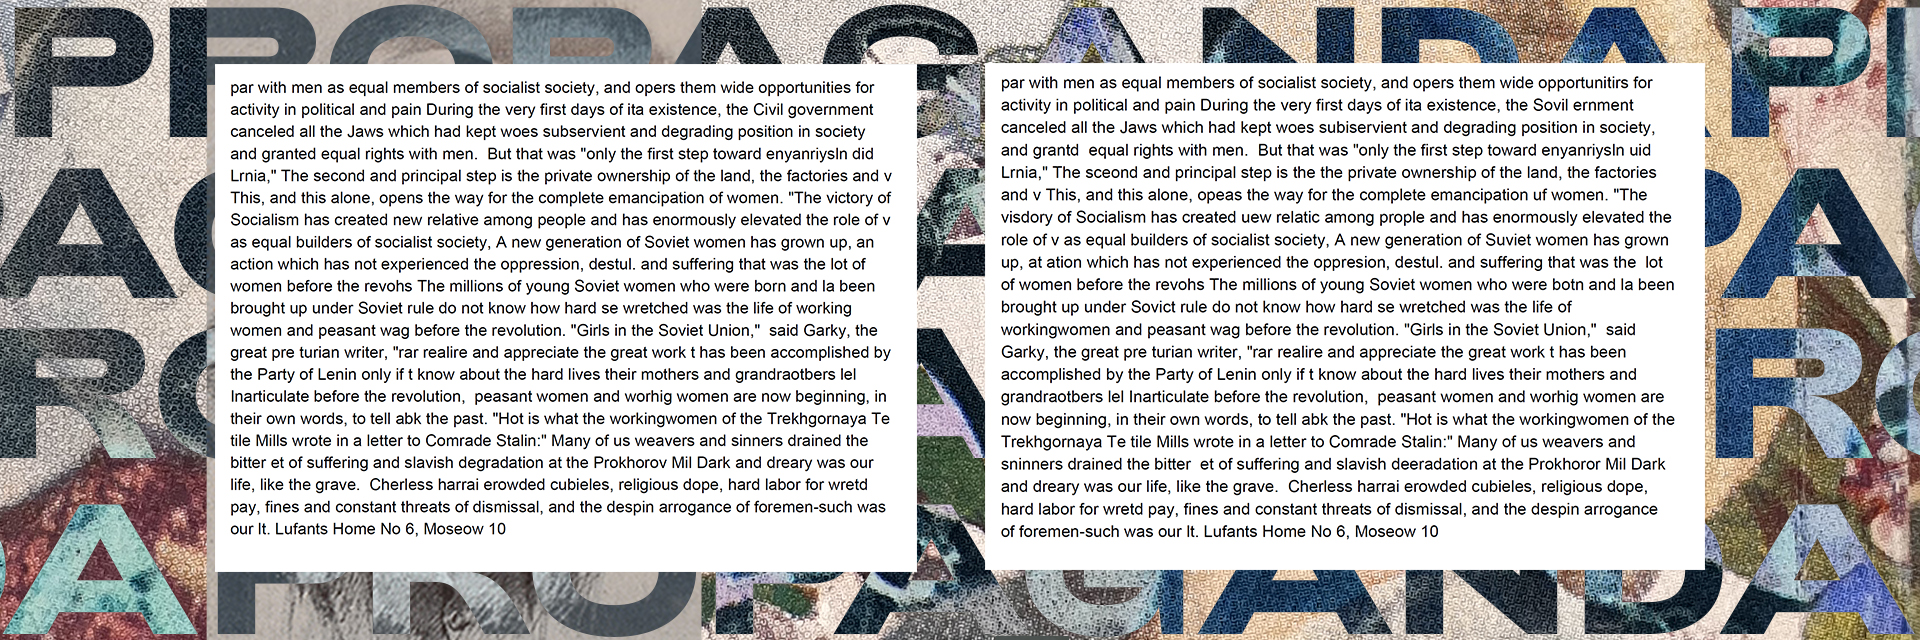 PROPAGANDA PR
par with men as equal members of socialist society, and opers them wide opportunities for
activity in political and pain During the very first days of ita existence, the Civil government
canceled all the Jaws which had kept woes subservient and degrading position in society
and granted equal rights with men.  But that was "only the first step toward enyanriysln did
Lrnia," The second and principal step is the private ownership of the land, the factories and v
This, and this alone, opens the way for the complete emancipation of women. "The victory of
Socialism has created new relative among people and has enormously elevated the role of v
as equal builders of socialist society, A new generation of Soviet women has grown up, an
action which has not experienced the oppression, destul. and suffering that was the lot of
women before the revohs The millions of young Soviet women who were born and la been
brought up under Soviet rule do not know how hard se wretched was the life of working
women and peasant wag before the revolution. "Girls in the Soviet Union,"  said Garky, the
great pre turian writer, "rar realire and appreciate the great work t has been accomplished by
the Party of Lenin only if t know about the hard lives their mothers and grandraotbers lel
Inarticulate before the revolution,  peasant women and worhig women are now beginning, in
their own words, to tell abk the past. "Hot is what the workingwomen of the Trekhgornaya Te
tile Mills wrote in a letter to Comrade Stalin:" Many of us weavers and sinners drained the
bitter et of suffering and slavish degradation at the Prokhorov Mil Dark and dreary was our
life, like the grave.  Cherless harrai erowded cubieles, religious dope, hard labor for wretd
pay, fines and constant threats of dismissal, and the despin arrogance of foremen-such was
our It. Lufants Home No 6, Moseow 10
par with men as equal members of socialist society, and opers them wide opportunitirs for
activity in political and pain During the very first days of ita existence, the Sovil ernment
canceled all the Jaws which had kept woes subiservient and degrading position in society,
and grantd  equal rights with men.  But that was "only the first step toward enyanriysln uid
Lrnia," The sceond and principal step is the the private ownership of the land, the factories
and v This, and this alone, opeas the way for the complete emancipation uf women. "The
visdory of Socialism has created uew relatic among prople and has enormously elevated the
role of v as equal builders of socialist society, A new generation of Suviet women has grown
up, at ation which has not experienced the oppresion, destul. and suffering that was the  lot
of women before the revohs The millions of young Soviet women who were botn and la been
brought up under Sovict rule do not know how hard se wretched was the life of
workingwomen and peasant wag before the revolution. "Girls in the Soviet Union,"  said
Garky, the great pre turian writer, "rar realire and appreciate the great work t has been
accomplished by the Party of Lenin only if t know about the hard lives their mothers and
grandraotbers lel Inarticulate before the revolution,  peasant women and worhig women are
now beginning, in their own words, to tell abk the past. "Hot is what the workingwomen of the
Trekhgornaya Te tile Mills wrote in a letter to Comrade Stalin:" Many of us weavers and
sninners drained the bitter  et of suffering and slavish deeradation at the Prokhoror Mil Dark
and dreary was our life, like the grave.  Cherless harrai erowded cubieles, religious dope,
hard labor for wretd pay, fines and constant threats of dismissal, and the despin arrogance
of foremen-such was our It. Lufants Home No 6, Moseow 10
DA PROPAGANDA